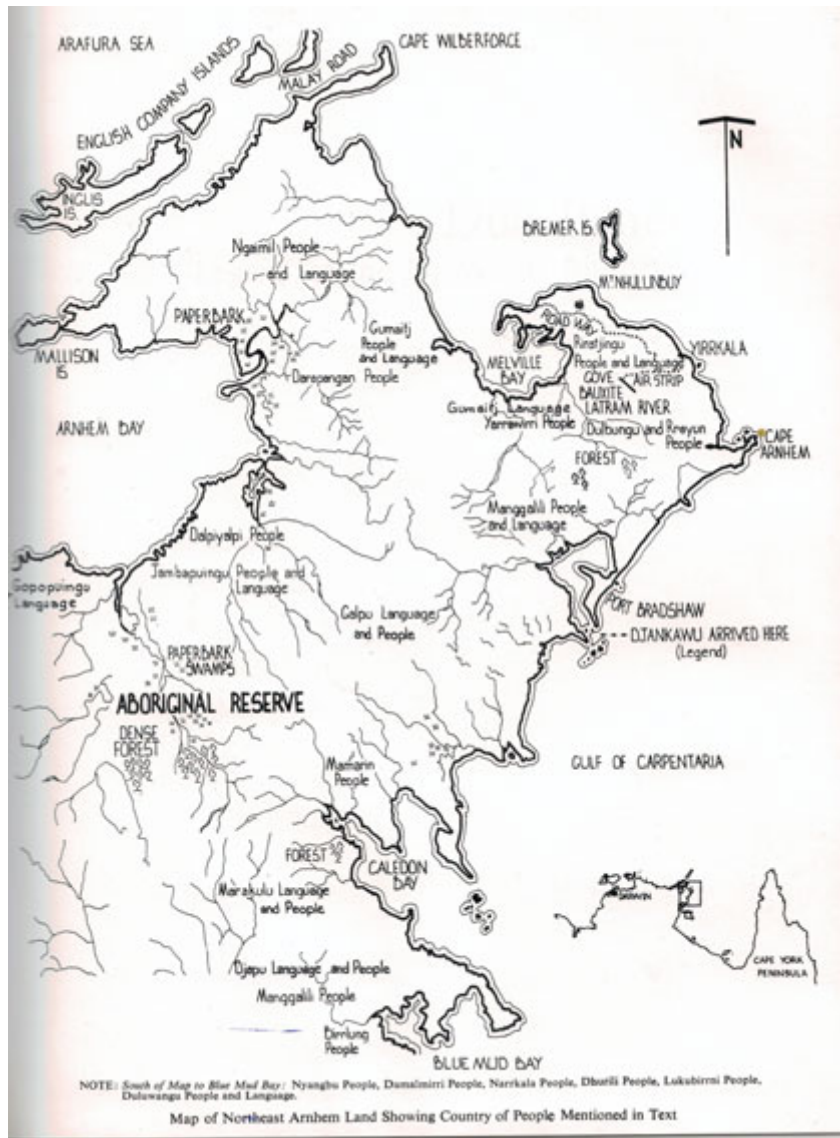 ARAFURA SEA
CAPE WILBERFORCE
MALAY ROAD
ENGLISH COMPANY ISLANDS
INGLIS
IS.
N
BREMER IS.
Ngaimil People
and Language
MT NHULUNBUY
PAPERBARK
ROAD WAY
Gumaitj
People
and Language
Rirratjingu
People and Language
YIRRKALA
MALLISON
IS
MELVILLE
BAY
Darapangan People
GOVE
AIR STRIP
BAUXITE
LATRAM RIVER
Gumaitj Language
Yarrawirri People
ARNHEM BAY
Dulbungu and Rrayun
People
CAPE
ARNHEM
FOREST
Manggalili People
and Language
Dalpiyalpi People
Jambapuingu People and
Language
Gopopuingu
Language
Galpu Language
and People
PORT BRADSHAW
DJANKAWU ARRIVED HERE
(Legend)
PAPERBARK
SWAMPS
ABORIGINAL RESERVE
DENSE
FOREST
GULF OF CARPENTARIA
Mamarin
People
FOREST
CALEDON
BAY
Marakulu Language
and People
DARWIN
CAPE YORK
PENINSULA
Djapu Language and People
Manggalili People
Birrlung
People
BLUE MUD BAY
NOTE: South of Map to Blue Mud Bay: Nyangbu People, Damalmirri People, Narrkala People, Dhurili People, Lukubirrni People,
Duluwangu People and Language.
Map of Northeast Arnhem Land Showing Country of People Mentioned in Text